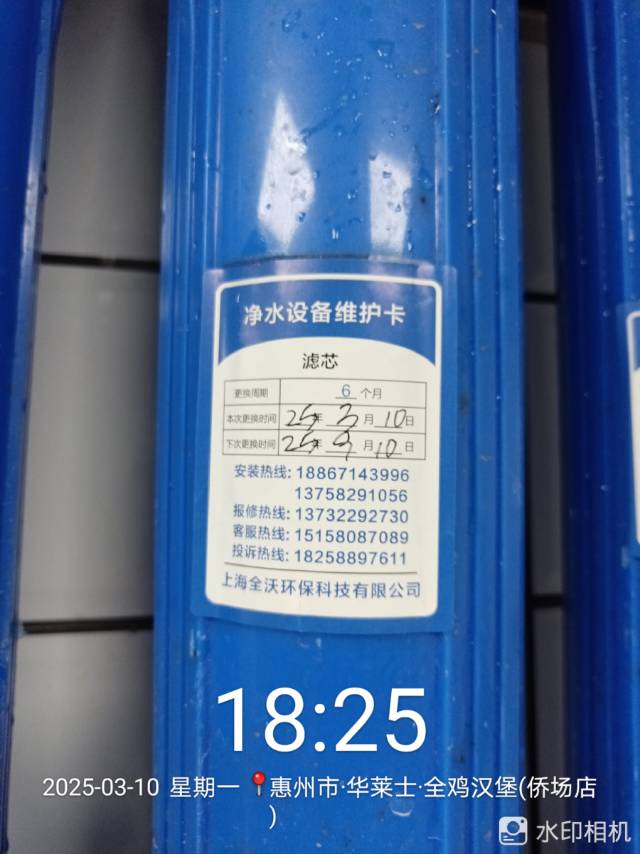 净水设备维护卡
滤芯
更换周期 6 个月
本次更换时间 25年 3月 10日
下次更换时间 25年 9月 10日
安装热线: 18867143996
13758291056
报修热线: 13732292730
客服热线: 15158087089
投诉热线: 18258897611
上海全沃环保科技有限公司
18:25
2025-03-10 星期一 惠州市·华莱士·全鸡汉堡(侨场店
)
水印相机